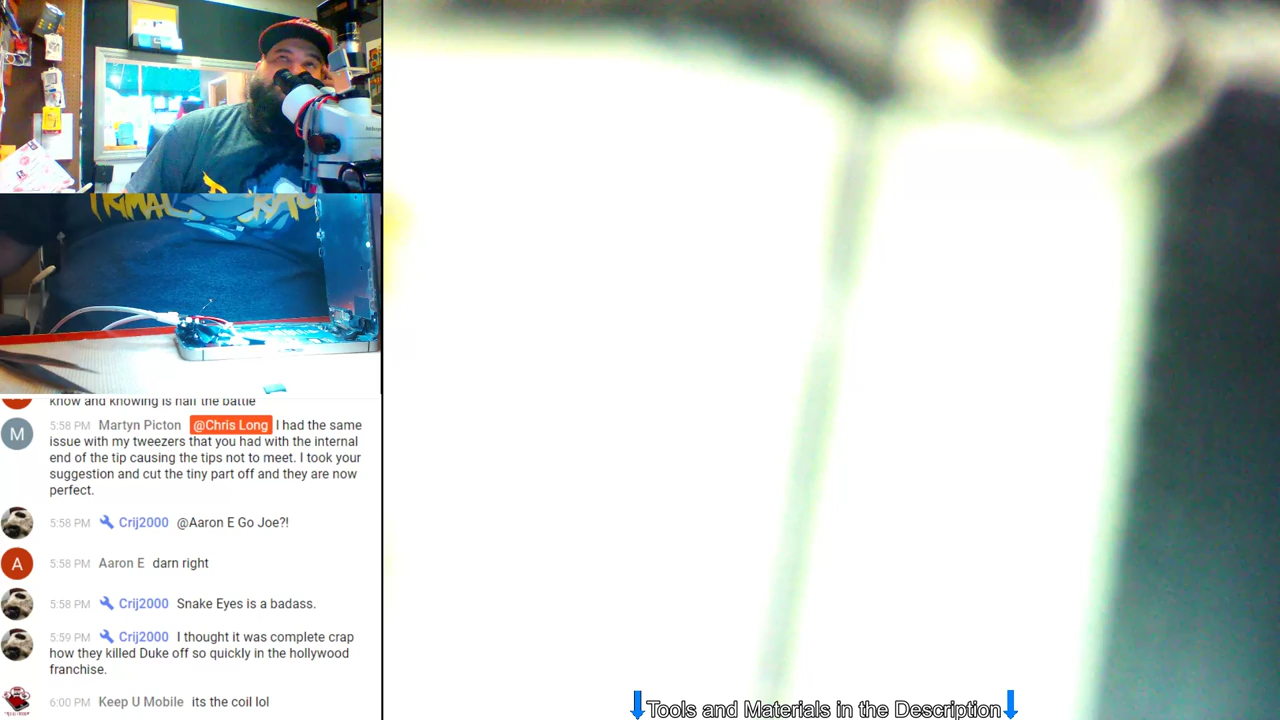 know and knowing is half the battle
5:58 PM Martyn Picton @Chris Long I had the same
issue with my tweezers that you had with the internal
end of the tip causing the tips not to meet. I took your
suggestion and cut the tiny part off and they are now
perfect.
M
5:58 PM Crij2000 @Aaron E Go Joe?!
A
5:58 PM Aaron E darn right
5:58 PM Crij2000 Snake Eyes is a badass.
5:59 PM Crij2000 I thought it was complete crap
how they killed Duke off so quickly in the hollywood
franchise.
6:00 PM Keep U Mobile its the coil lol
Tools and Materials in the Description